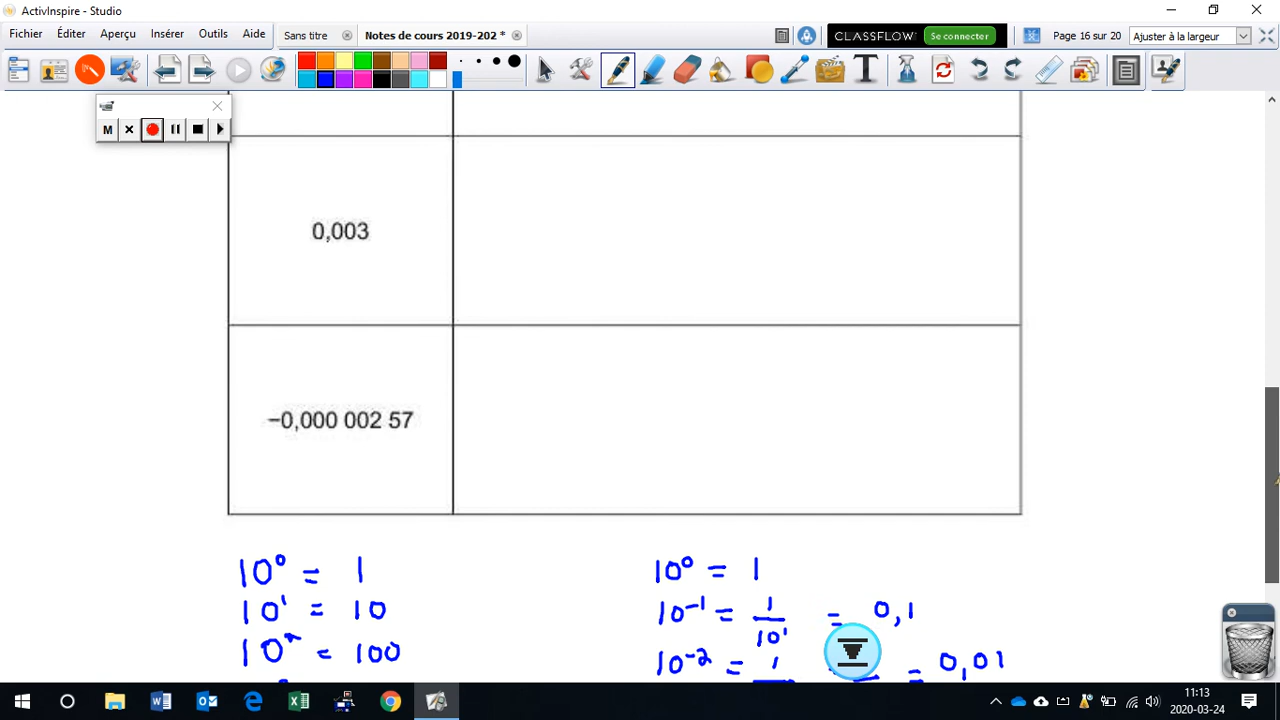 ActivInspire - Studio
Fichier Éditer Aperçu Insérer Outils Aide
Sans titre
Notes de cours 2019-202 *
CLASSFLOW
Se connecter
Page 16 sur 20
Ajuster à la largeur
M
0,003
−0,000 002 57
10⁰ = 1
10¹ = 10
10² = 100
10⁰ = 1
10⁻¹ = 1/10¹ = 0,1
10⁻² = 1 = 0,01
11:13
2020-03-24